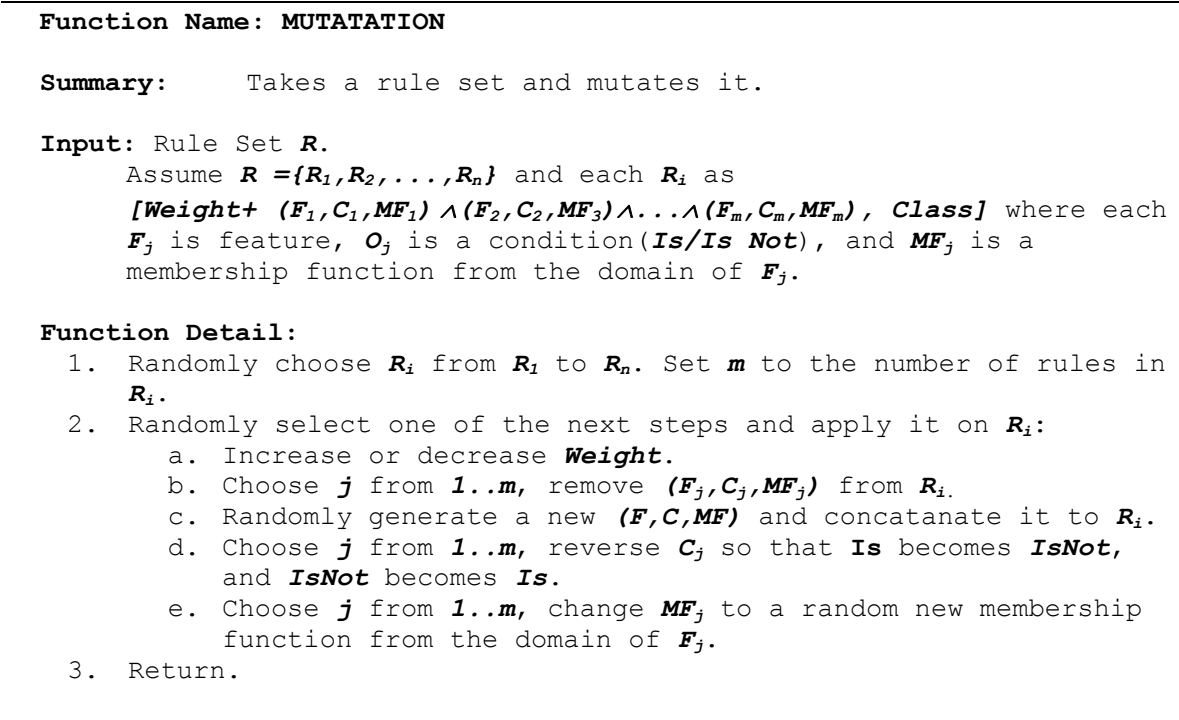 Function Name: MUTATATION
Summary: Takes a rule set and mutates it.
Input: Rule Set R.
Assume R ={R₁,R₂,...,Rₙ} and each Rᵢ as
[Weight+ (F₁,C₁,MF₁) ∧(F₂,C₂,MF₃)∧...∧(Fₘ,Cₘ,MFₘ), Class] where each
Fⱼ is feature, Oⱼ is a condition(Is/Is Not), and MFⱼ is a
membership function from the domain of Fⱼ.
Function Detail:
1. Randomly choose Rᵢ from R₁ to Rₙ. Set m to the number of rules in
Rᵢ.
2. Randomly select one of the next steps and apply it on Rᵢ:
a. Increase or decrease Weight.
b. Choose j from 1..m, remove (Fⱼ,Cⱼ,MFⱼ) from Rᵢ.
c. Randomly generate a new (F,C,MF) and concatanate it to Rᵢ.
d. Choose j from 1..m, reverse Cⱼ so that Is becomes IsNot,
and IsNot becomes Is.
e. Choose j from 1..m, change MFⱼ to a random new membership
function from the domain of Fⱼ.
3. Return.